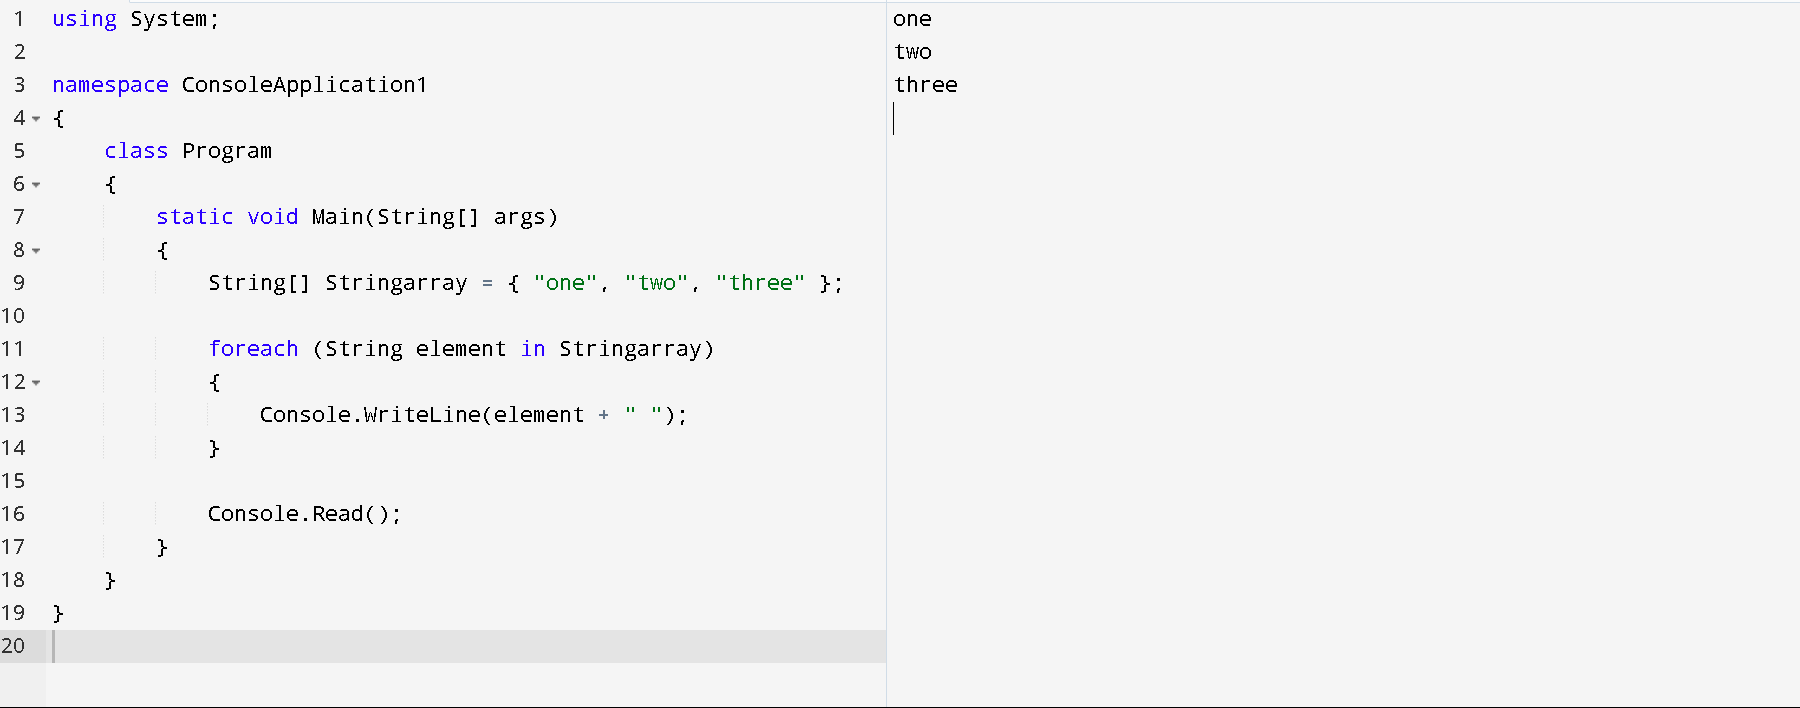 1 using System;
2
3 namespace ConsoleApplication1
4 {
5     class Program
6     {
7         static void Main(String[] args)
8         {
9             String[] Stringarray = { "one", "two", "three" };
10
11             foreach (String element in Stringarray)
12             {
13                 Console.WriteLine(element + " ");
14             }
15
16             Console.Read();
17         }
18     }
19 }
20
one
two
three